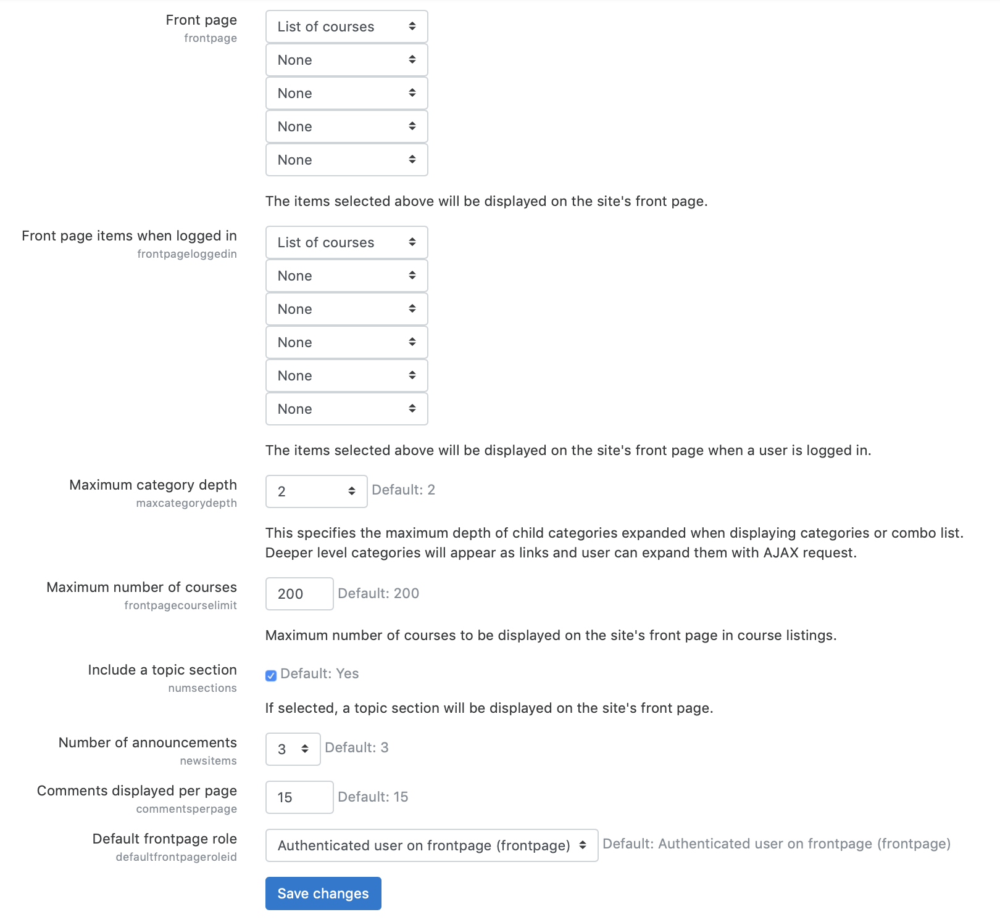 Front page
frontpage
List of courses
None
None
None
None
The items selected above will be displayed on the site's front page.
Front page items when logged in
frontpageloggedin
List of courses
None
None
None
None
None
The items selected above will be displayed on the site's front page when a user is logged in.
Maximum category depth
maxcategorydepth
2 Default: 2
This specifies the maximum depth of child categories expanded when displaying categories or combo list.
Deeper level categories will appear as links and user can expand them with AJAX request.
Maximum number of courses
frontpagecourselimit
200 Default: 200
Maximum number of courses to be displayed on the site's front page in course listings.
Include a topic section
numsections
Default: Yes
If selected, a topic section will be displayed on the site's front page.
Number of announcements
newsitems
3 Default: 3
Comments displayed per page
commentsperpage
15 Default: 15
Default frontpage role
defaultfrontpageroleid
Authenticated user on frontpage (frontpage) Default: Authenticated user on frontpage (frontpage)
Save changes